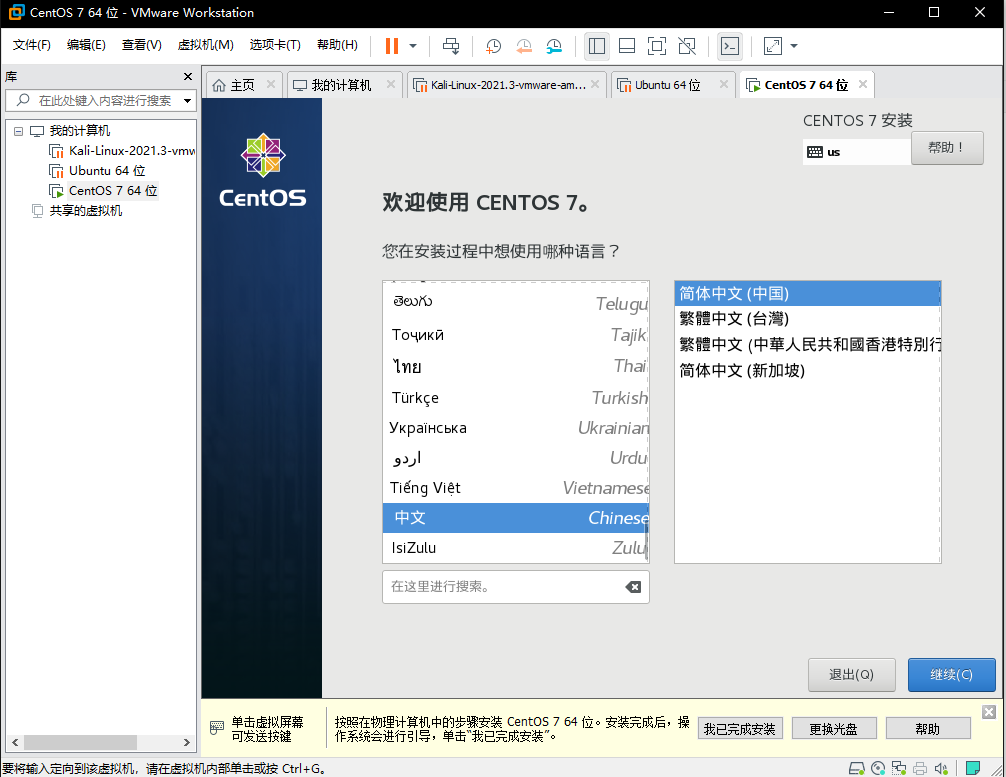 CentOS 7 64 位 - VMware Workstation
文件(F) 编辑(E) 查看(V) 虚拟机(M) 选项卡(T) 帮助(H)
库
在此处键入内容进行搜索
我的计算机
Kali-Linux-2021.3-vmw
Ubuntu 64 位
CentOS 7 64 位
共享的虚拟机
主页 我的计算机 Kali-Linux-2021.3-vmware-am... Ubuntu 64 位 CentOS 7 64 位
CentOS
CENTOS 7 安装
us 帮助！
欢迎使用 CENTOS 7。
您在安装过程中想使用哪种语言？
తెలుగు Telugu
Тоҷикӣ Tajik
ไทย Thai
Türkçe Turkish
Українська Ukrainian
اردو Urdu
Tiếng Việt Vietnamese
中文 Chinese
IsiZulu Zulu
在这里进行搜索。
简体中文 (中国)
繁體中文 (台灣)
繁體中文 (中華人民共和國香港特別行
简体中文 (新加坡)
退出(Q) 继续(C)
单击虚拟屏幕
可发送按键
按照在物理计算机中的步骤安装 CentOS 7 64 位。安装完成后，操
作系统会进行引导，单击“我已完成安装”。
我已完成安装 更换光盘 帮助
要将输入定向到该虚拟机，请在虚拟机内部单击或按 Ctrl+G。